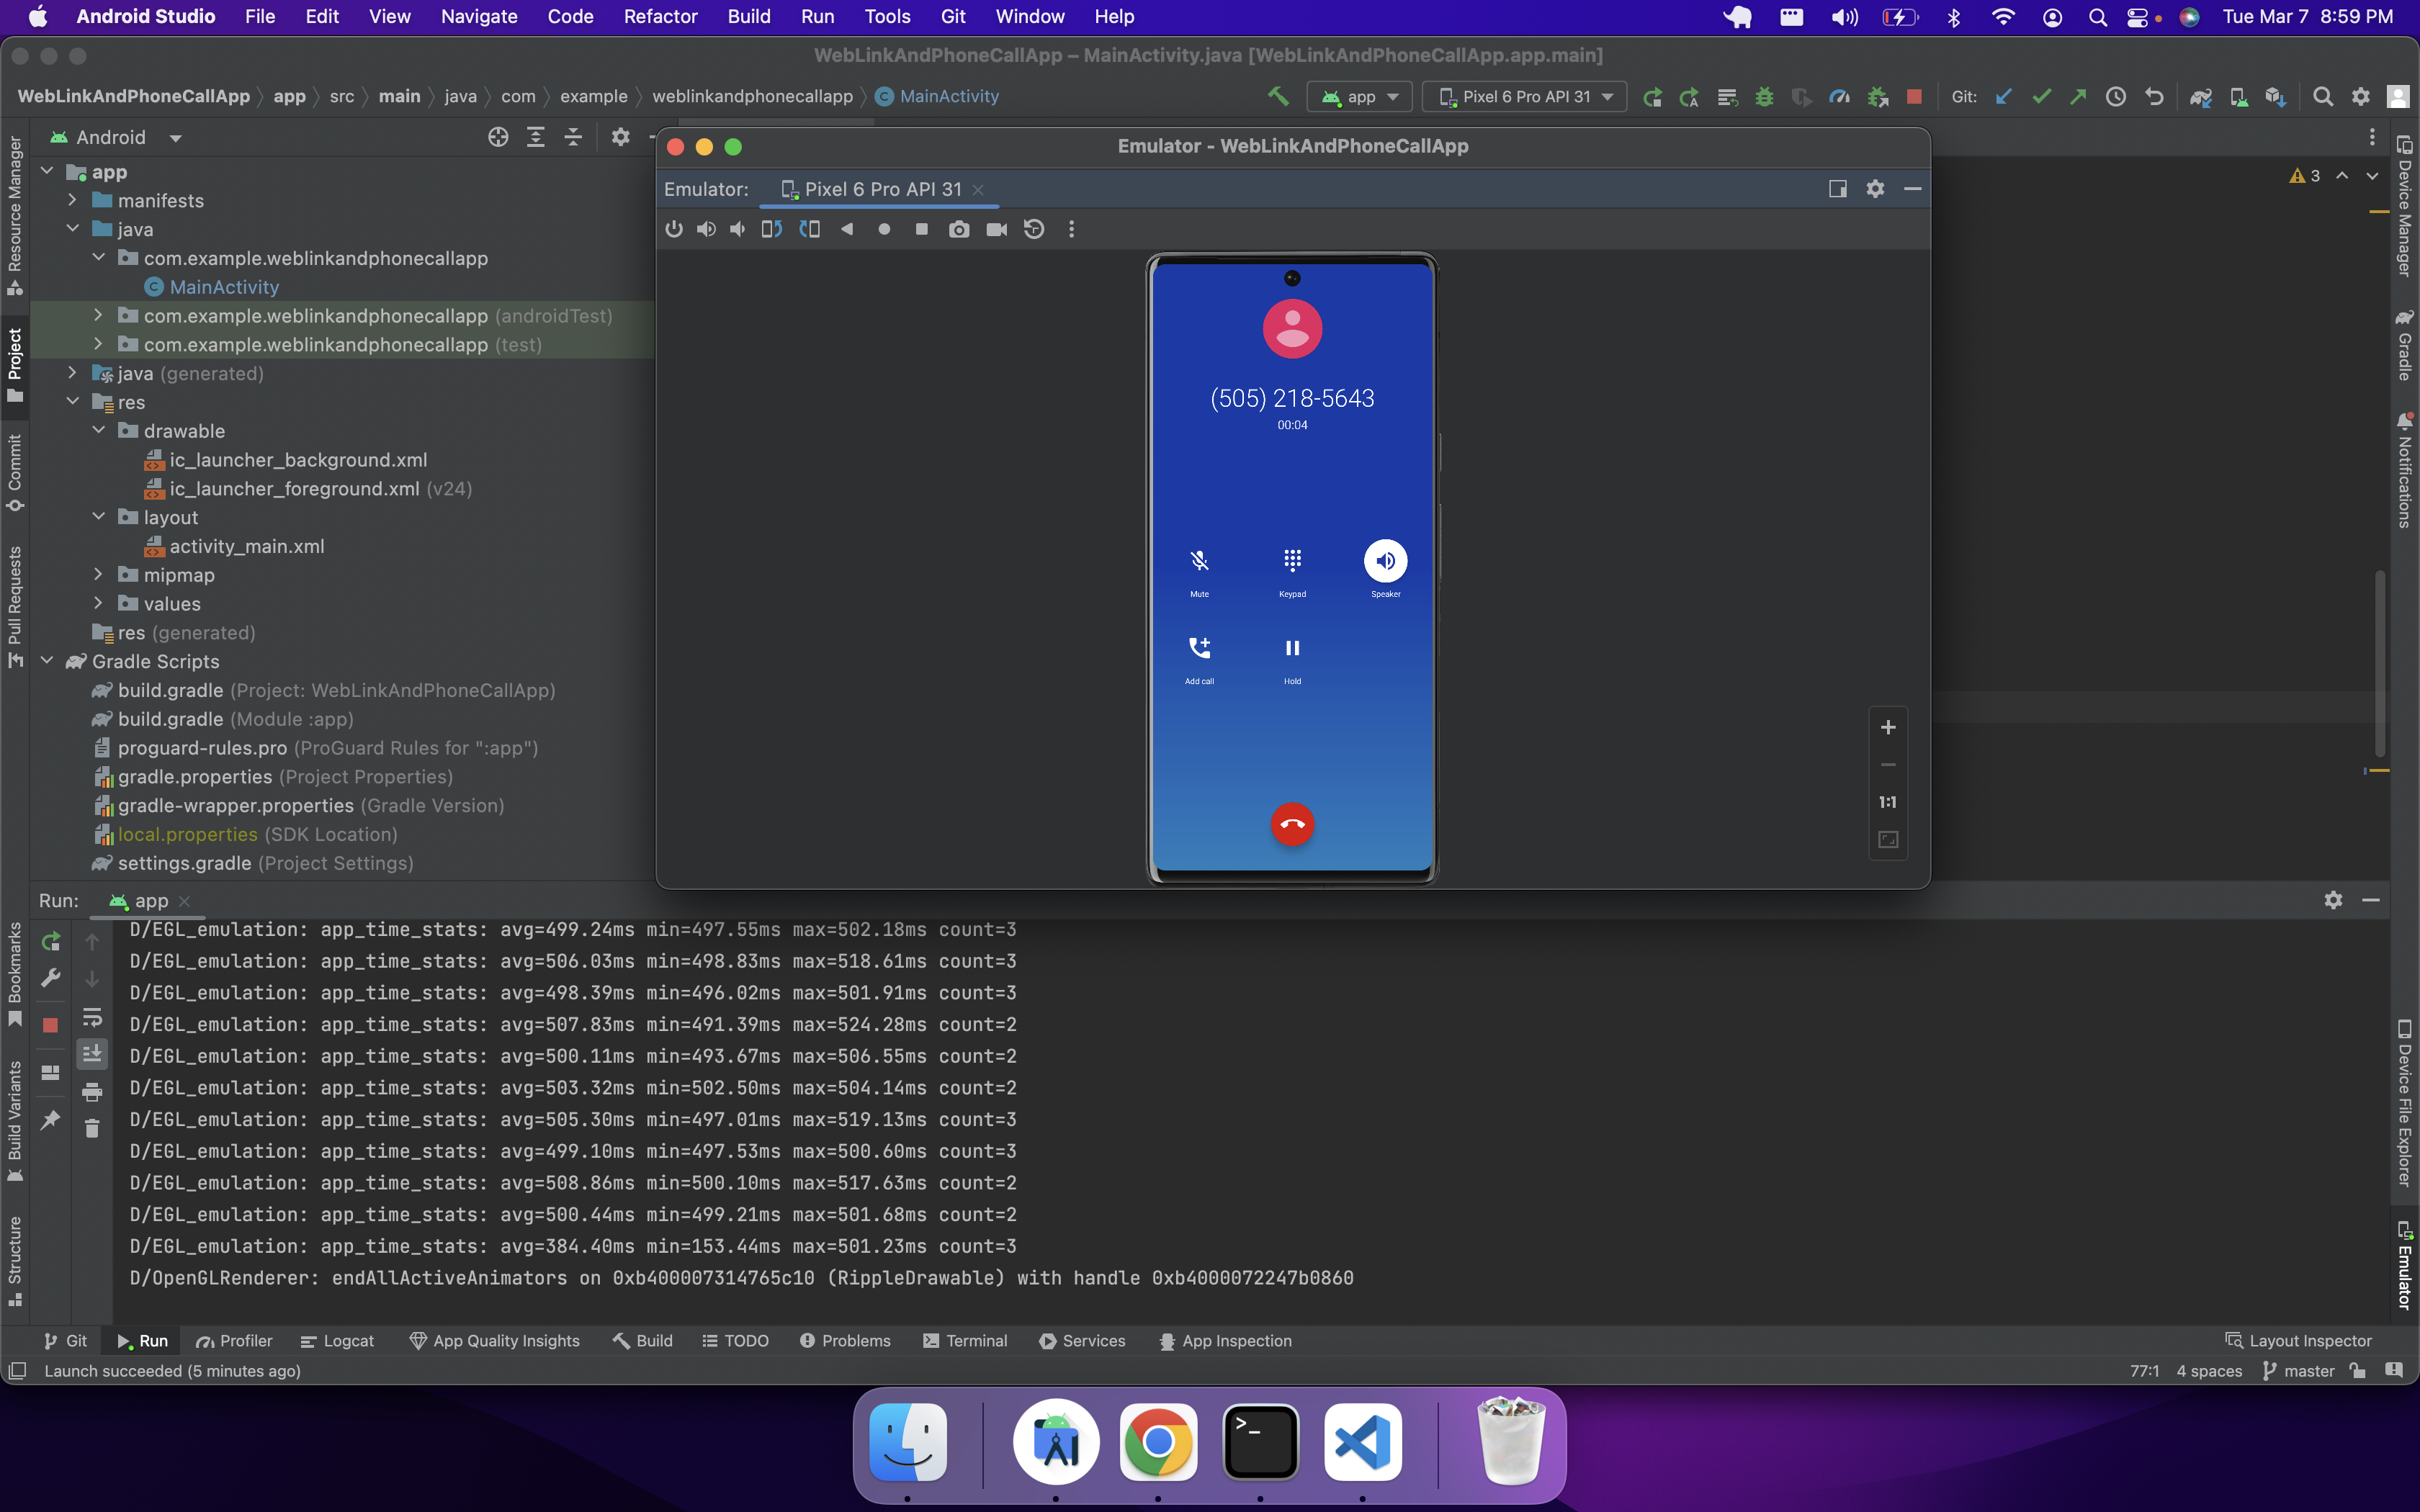 Android Studio File Edit View Navigate Code Refactor Build Run Tools Git Window Help Tue Mar 7 8:59 PM
WebLinkAndPhoneCallApp – MainActivity.java [WebLinkAndPhoneCallApp.app.main]
WebLinkAndPhoneCallApp app src main java com example weblinkandphonecallapp MainActivity app Pixel 6 Pro API 31 Git:
Resource Manager
Project
Commit
Pull Requests
Bookmarks
Build Variants
Structure
Android
app
manifests
java
com.example.weblinkandphonecallapp
MainActivity
com.example.weblinkandphonecallapp (androidTest)
com.example.weblinkandphonecallapp (test)
java (generated)
res
drawable
ic_launcher_background.xml
ic_launcher_foreground.xml (v24)
layout
activity_main.xml
mipmap
values
res (generated)
Gradle Scripts
build.gradle (Project: WebLinkAndPhoneCallApp)
build.gradle (Module :app)
proguard-rules.pro (ProGuard Rules for ":app")
gradle.properties (Project Properties)
gradle-wrapper.properties (Gradle Version)
local.properties (SDK Location)
settings.gradle (Project Settings)
Emulator - WebLinkAndPhoneCallApp
Emulator: Pixel 6 Pro API 31
(505) 218-5643
00:04
Mute Keypad Speaker
Add call Hold
1:1
3
Device Manager
Gradle
Notifications
Device File Explorer
Emulator
Run: app
D/EGL_emulation: app_time_stats: avg=499.24ms min=497.55ms max=502.18ms count=3
D/EGL_emulation: app_time_stats: avg=506.03ms min=498.83ms max=518.61ms count=3
D/EGL_emulation: app_time_stats: avg=498.39ms min=496.02ms max=501.91ms count=3
D/EGL_emulation: app_time_stats: avg=507.83ms min=491.39ms max=524.28ms count=2
D/EGL_emulation: app_time_stats: avg=500.11ms min=493.67ms max=506.55ms count=2
D/EGL_emulation: app_time_stats: avg=503.32ms min=502.50ms max=504.14ms count=2
D/EGL_emulation: app_time_stats: avg=505.30ms min=497.01ms max=519.13ms count=3
D/EGL_emulation: app_time_stats: avg=499.10ms min=497.53ms max=500.60ms count=3
D/EGL_emulation: app_time_stats: avg=508.86ms min=500.10ms max=517.63ms count=2
D/EGL_emulation: app_time_stats: avg=500.44ms min=499.21ms max=501.68ms count=2
D/EGL_emulation: app_time_stats: avg=384.40ms min=153.44ms max=501.23ms count=3
D/OpenGLRenderer: endAllActiveAnimators on 0xb400007314765c10 (RippleDrawable) with handle 0xb4000072247b0860
Git Run Profiler Logcat App Quality Insights Build TODO Problems Terminal Services App Inspection Layout Inspector
Launch succeeded (5 minutes ago) 77:1 4 spaces master